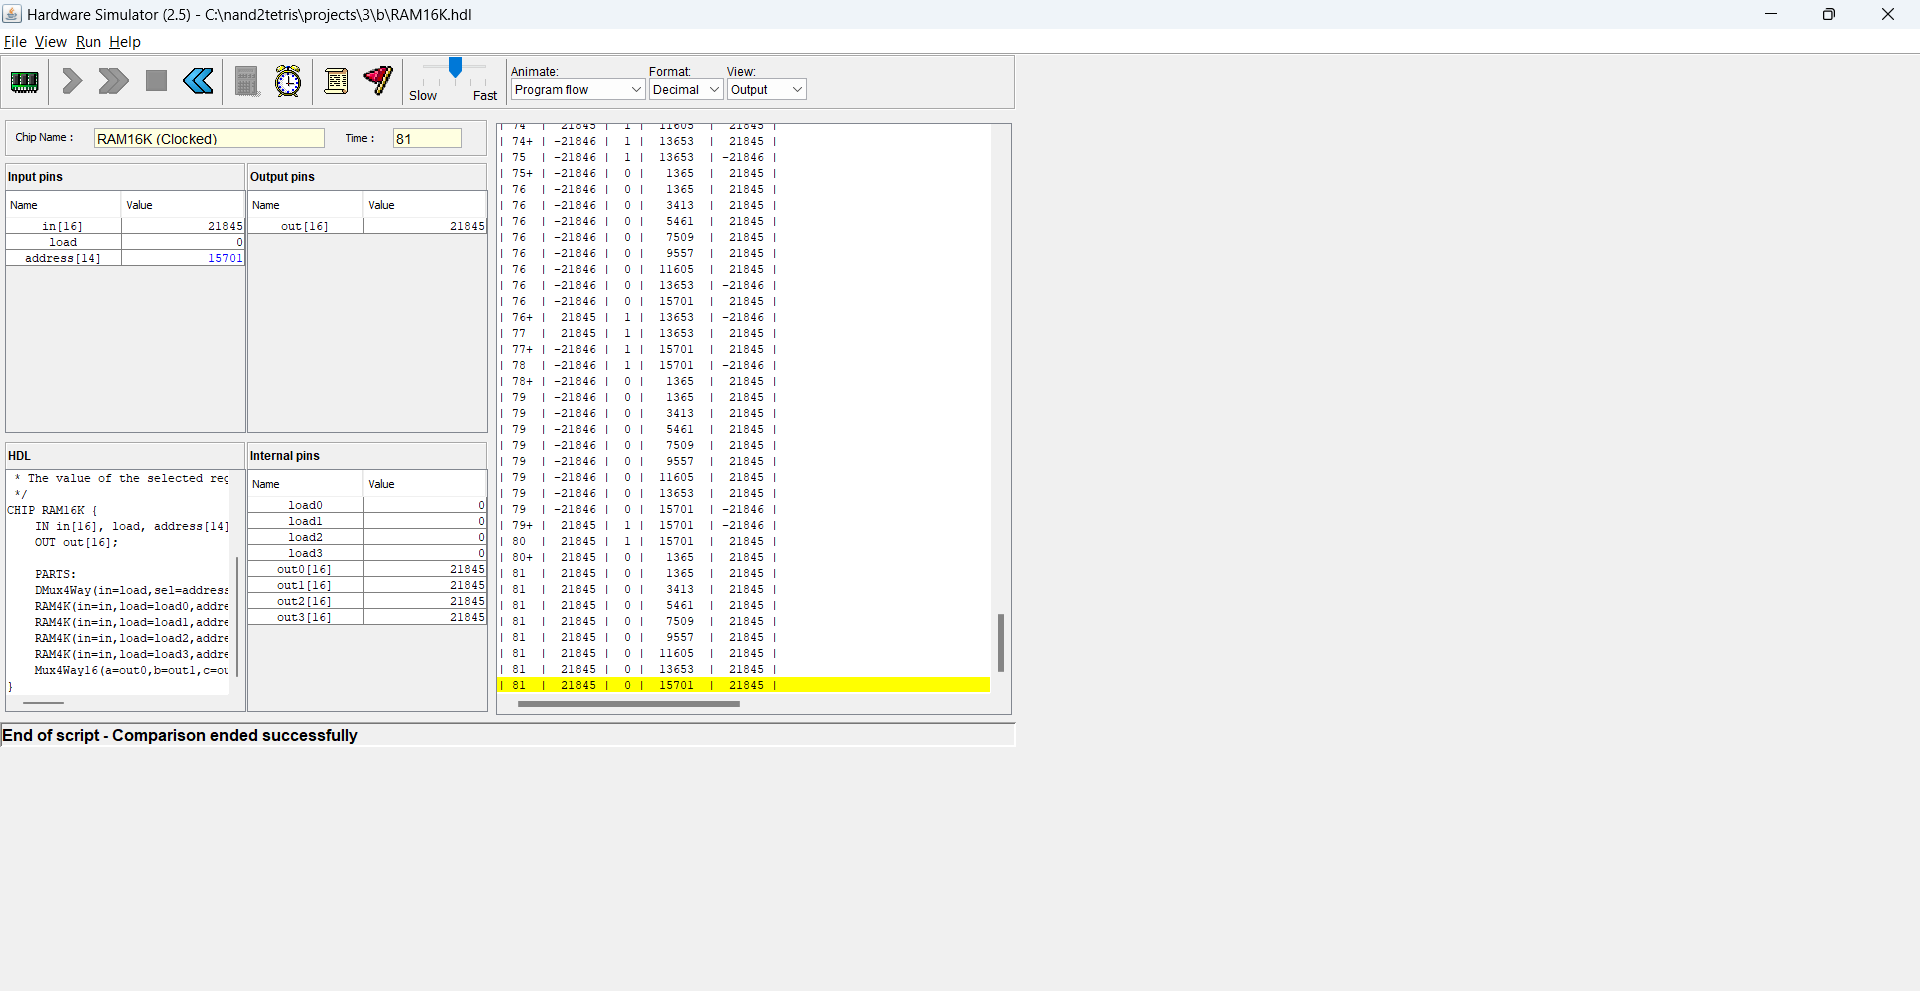 Hardware Simulator (2.5) - C:\nand2tetris\projects\3\b\RAM16K.hdl
File View Run Help
Slow Fast
Animate: Format: View:
Program flow Decimal Output
Chip Name : RAM16K (Clocked) Time : 81
Input pins
Name Value
in[16] 21845
load 0
address[14] 15701
Output pins
Name Value
out[16] 21845
HDL
* The value of the selected reg
*/
CHIP RAM16K {
IN in[16], load, address[14]
OUT out[16];
PARTS:
DMux4Way(in=load,sel=address
RAM4K(in=in,load=load0,addre
RAM4K(in=in,load=load1,addre
RAM4K(in=in,load=load2,addre
RAM4K(in=in,load=load3,addre
Mux4Way16(a=out0,b=out1,c=ou
}
Internal pins
Name Value
load0 0
load1 0
load2 0
load3 0
out0[16] 21845
out1[16] 21845
out2[16] 21845
out3[16] 21845
| 74 | 21845 | 1 | 11605 | 21845 |
| 74+ | -21846 | 1 | 13653 | 21845 |
| 75 | -21846 | 1 | 13653 | -21846 |
| 75+ | -21846 | 0 | 1365 | 21845 |
| 76 | -21846 | 0 | 1365 | 21845 |
| 76 | -21846 | 0 | 3413 | 21845 |
| 76 | -21846 | 0 | 5461 | 21845 |
| 76 | -21846 | 0 | 7509 | 21845 |
| 76 | -21846 | 0 | 9557 | 21845 |
| 76 | -21846 | 0 | 11605 | 21845 |
| 76 | -21846 | 0 | 13653 | -21846 |
| 76 | -21846 | 0 | 15701 | 21845 |
| 76+ | 21845 | 1 | 13653 | -21846 |
| 77 | 21845 | 1 | 13653 | 21845 |
| 77+ | -21846 | 1 | 15701 | 21845 |
| 78 | -21846 | 1 | 15701 | -21846 |
| 78+ | -21846 | 0 | 1365 | 21845 |
| 79 | -21846 | 0 | 1365 | 21845 |
| 79 | -21846 | 0 | 3413 | 21845 |
| 79 | -21846 | 0 | 5461 | 21845 |
| 79 | -21846 | 0 | 7509 | 21845 |
| 79 | -21846 | 0 | 9557 | 21845 |
| 79 | -21846 | 0 | 11605 | 21845 |
| 79 | -21846 | 0 | 13653 | 21845 |
| 79 | -21846 | 0 | 15701 | -21846 |
| 79+ | 21845 | 1 | 15701 | -21846 |
| 80 | 21845 | 1 | 15701 | 21845 |
| 80+ | 21845 | 0 | 1365 | 21845 |
| 81 | 21845 | 0 | 1365 | 21845 |
| 81 | 21845 | 0 | 3413 | 21845 |
| 81 | 21845 | 0 | 5461 | 21845 |
| 81 | 21845 | 0 | 7509 | 21845 |
| 81 | 21845 | 0 | 9557 | 21845 |
| 81 | 21845 | 0 | 11605 | 21845 |
| 81 | 21845 | 0 | 13653 | 21845 |
| 81 | 21845 | 0 | 15701 | 21845 |
End of script - Comparison ended successfully